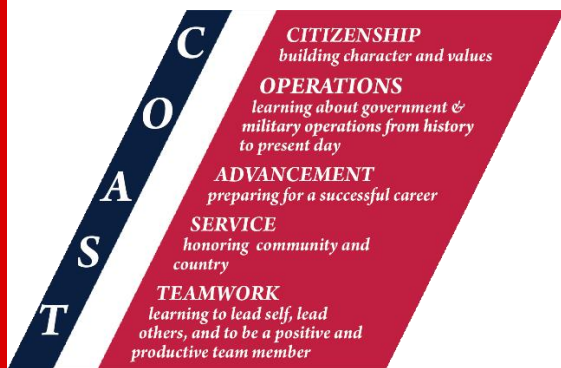 C
CITIZENSHIP
building character and values
O
OPERATIONS
learning about government &
military operations from history
to present day
A
ADVANCEMENT
preparing for a successful career
S
SERVICE
honoring community and
country
T
TEAMWORK
learning to lead self, lead
others, and to be a positive and
productive team member